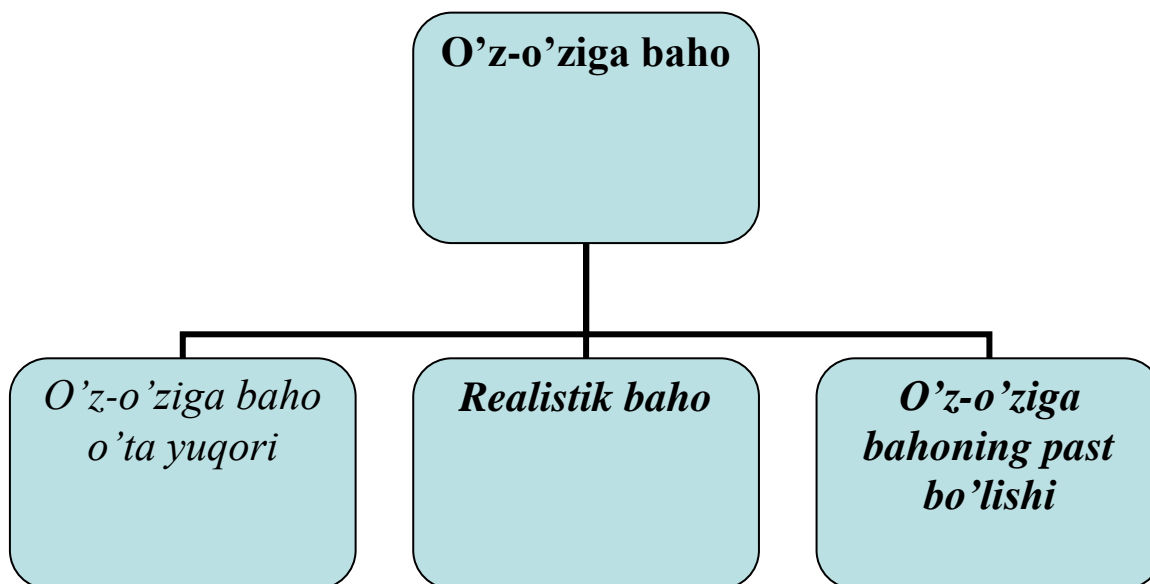 O’z-o’ziga baho
O’z-o’ziga baho
o’ta yuqori
Realistik baho
O’z-o’ziga
bahoning past
bo’lishi